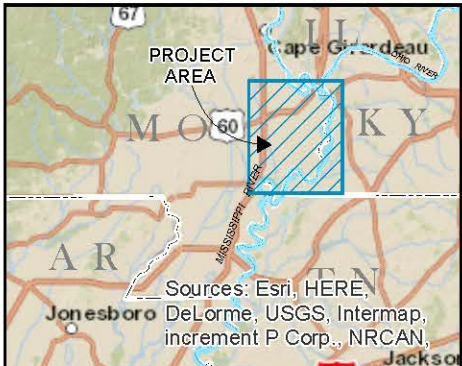 67
IL
Cape Girardeau
OHIO RIVER
PROJECT
AREA
MO
60
KY
MISSISSIPPI RIVER
AR
TN
Sources: Esri, HERE,
DeLorme, USGS, Intermap,
increment P Corp., NRCAN,
Jonesboro
Jackso